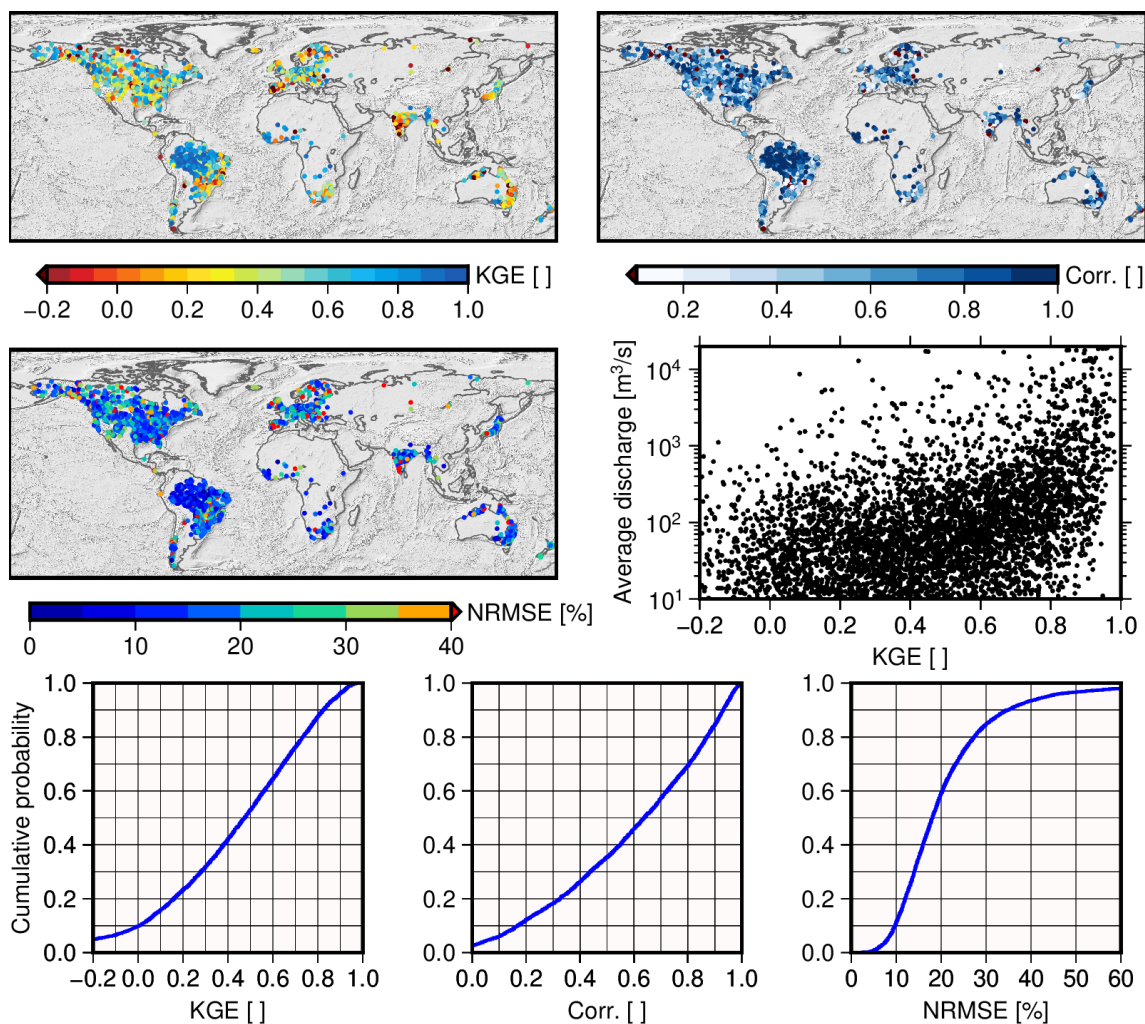 KGE [ ]
−0.2 0.0 0.2 0.4 0.6 0.8 1.0
Corr. [ ]
0.2 0.4 0.6 0.8 1.0
NRMSE [%]
0 10 20 30 40
Average discharge [m³/s]
10⁴
10³
10²
10¹
−0.2 0.0 0.2 0.4 0.6 0.8 1.0
KGE [ ]
Cumulative probability
1.0
0.8
0.6
0.4
0.2
0.0
−0.2 0.0 0.2 0.4 0.6 0.8 1.0
KGE [ ]
1.0
0.8
0.6
0.4
0.2
0.0
0.0 0.2 0.4 0.6 0.8 1.0
Corr. [ ]
1.0
0.8
0.6
0.4
0.2
0.0
0 10 20 30 40 50 60
NRMSE [%]